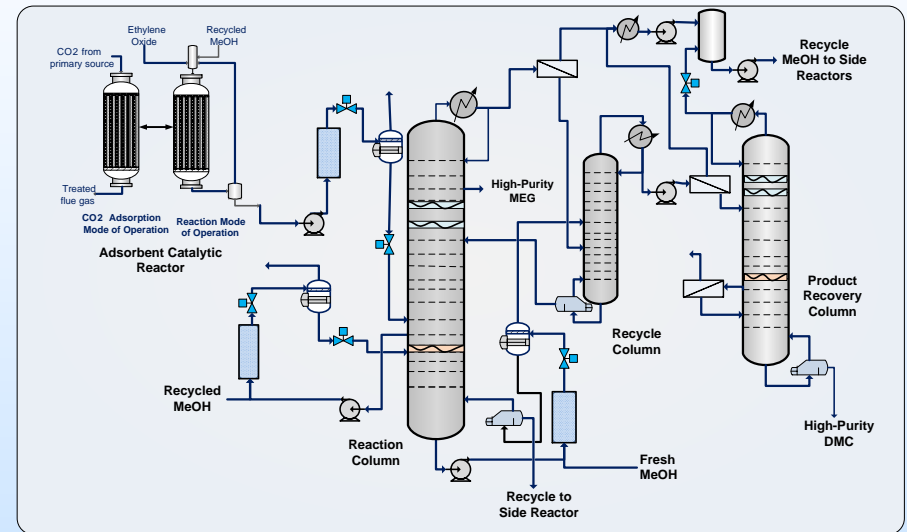 CO2 from
primary source
Ethylene
Oxide
Recycled
MeOH
Treated
flue gas
CO2 Adsorption
Mode of Operation
Reaction Mode
of Operation
Adsorbent Catalytic
Reactor
High-Purity
MEG
Recycle
MeOH to Side
Reactors
Recycled
MeOH
Reaction
Column
Recycle
Column
Product
Recovery
Column
High-Purity
DMC
Fresh
MeOH
Recycle to
Side Reactor